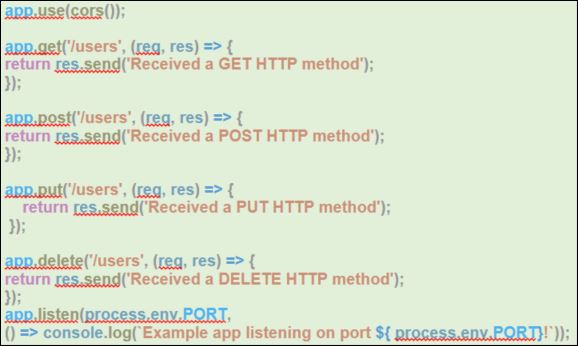 app.use(cors());
app.get('/users', (req, res) => {
return res.send('Received a GET HTTP method');
});
app.post('/users', (req, res) => {
return res.send('Received a POST HTTP method');
});
app.put('/users', (req, res) => {
return res.send('Received a PUT HTTP method');
});
app.delete('/users', (req, res) => {
return res.send('Received a DELETE HTTP method');
});
app.listen(process.env.PORT,
() => console.log(`Example app listening on port ${ process.env.PORT}!`));